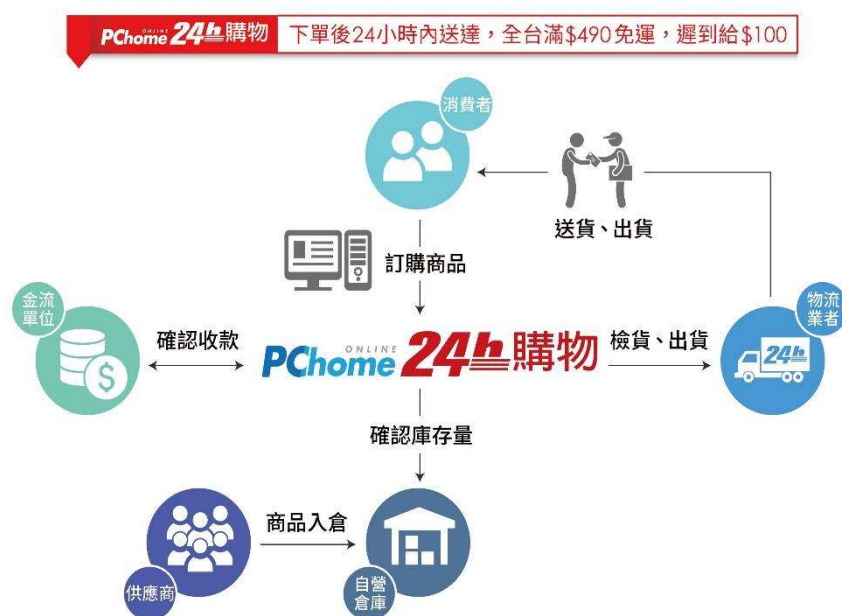 PChome ONLINE 24h購物 下單後24小時內送達，全台滿$490免運，遲到給$100
消費者
送貨、出貨
訂購商品
金流
單位
物流
業者
24h
確認收款
PChome ONLINE 24h購物
檢貨、出貨
確認庫存量
商品入倉
供應商
自營
倉庫